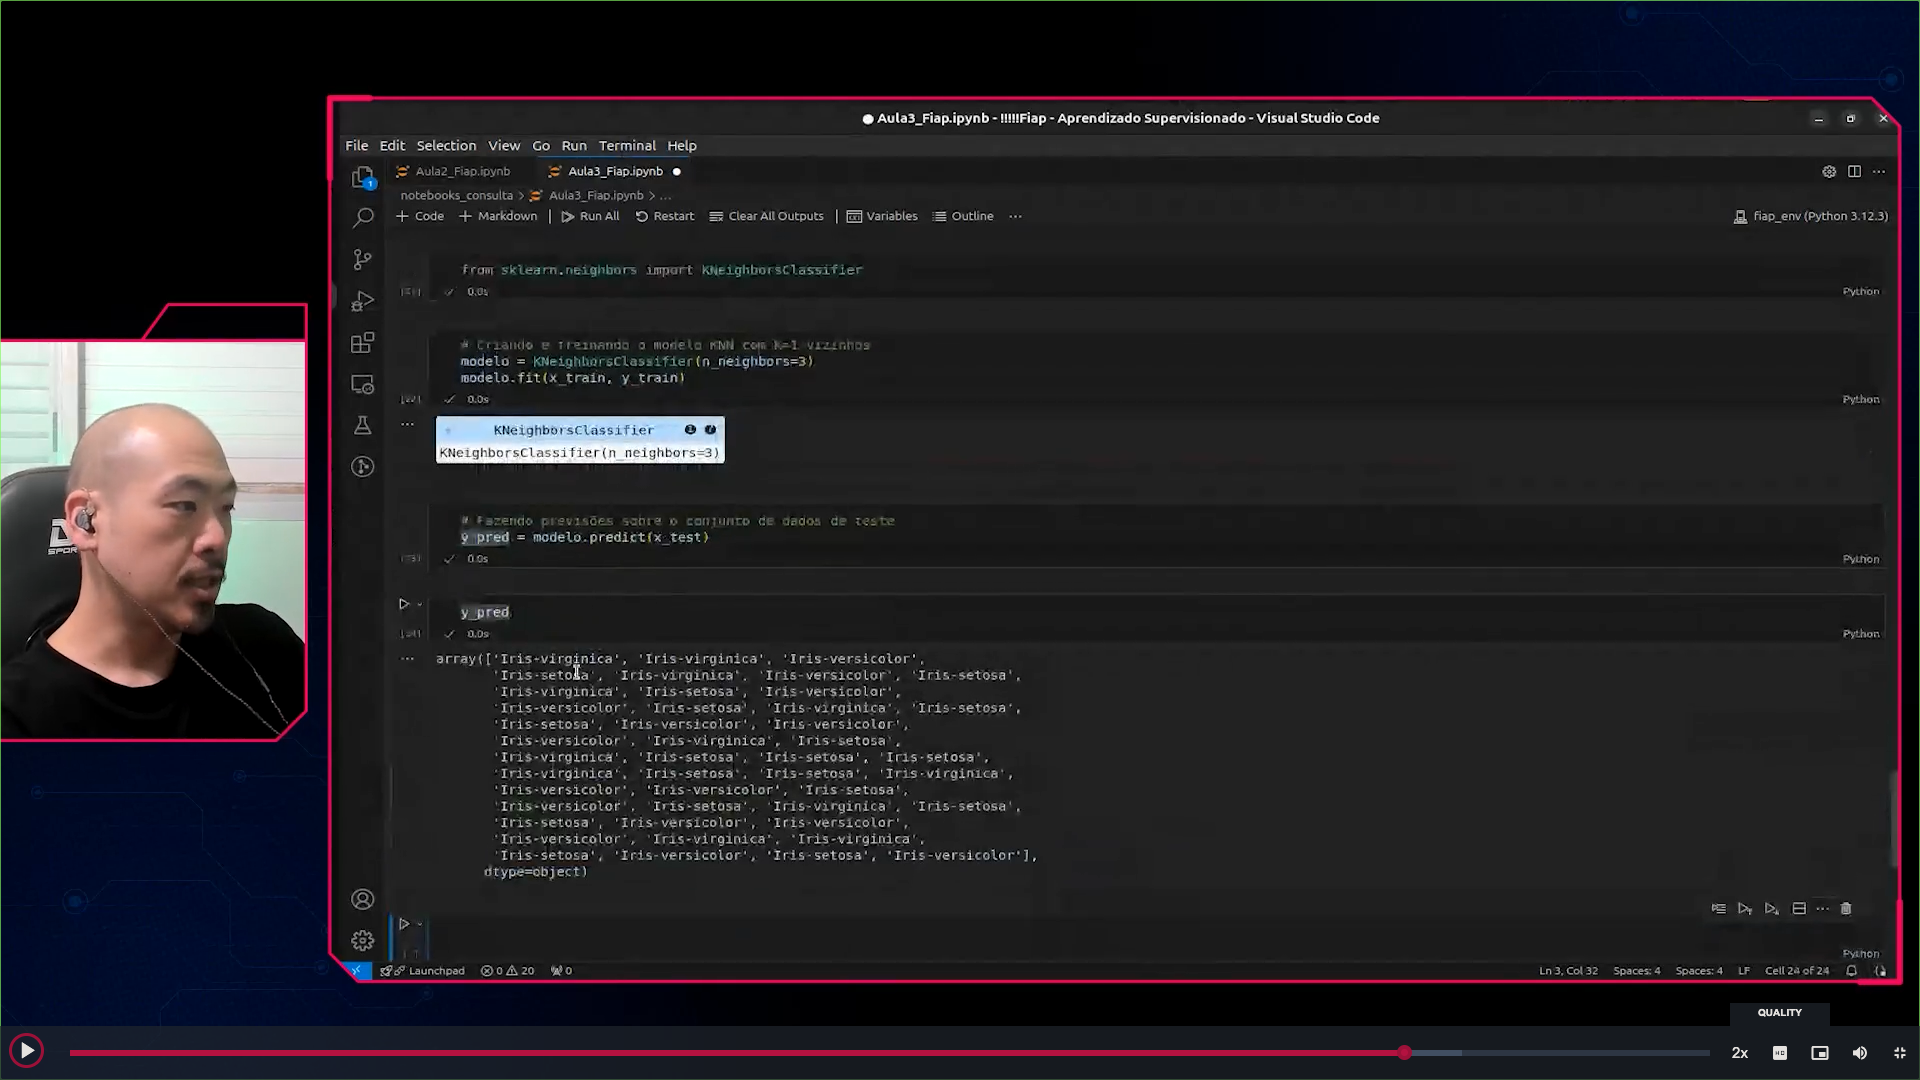 Aula3_Fiap.ipynb - !!!!!Fiap - Aprendizado Supervisionado - Visual Studio Code
File Edit Selection View Go Run Terminal Help
Aula2_Fiap.ipynb Aula3_Fiap.ipynb
notebooks_consulta > Aula3_Fiap.ipynb > ...
+ Code + Markdown Run All Restart Clear All Outputs Variables Outline ... fiap_env (Python 3.12.3)
from sklearn.neighbors import KNeighborsClassifier
0.0s Python
# Criando e treinando o modelo KNN com K=1 vizinhos
modelo = KNeighborsClassifier(n_neighbors=3)
modelo.fit(x_train, y_train)
0.0s Python
KNeighborsClassifier
KNeighborsClassifier(n_neighbors=3)
# Fazendo previsões sobre o conjunto de dados de teste
y_pred = modelo.predict(x_test)
0.0s Python
y_pred
0.0s Python
array(['Iris-virginica', 'Iris-virginica', 'Iris-versicolor',
'Iris-setosa', 'Iris-virginica', 'Iris-versicolor', 'Iris-setosa',
'Iris-virginica', 'Iris-setosa', 'Iris-versicolor',
'Iris-versicolor', 'Iris-setosa', 'Iris-virginica', 'Iris-setosa',
'Iris-setosa', 'Iris-versicolor', 'Iris-versicolor',
'Iris-versicolor', 'Iris-virginica', 'Iris-setosa',
'Iris-virginica', 'Iris-setosa', 'Iris-setosa', 'Iris-setosa',
'Iris-virginica', 'Iris-setosa', 'Iris-setosa', 'Iris-virginica',
'Iris-versicolor', 'Iris-versicolor', 'Iris-setosa',
'Iris-versicolor', 'Iris-setosa', 'Iris-virginica', 'Iris-setosa',
'Iris-setosa', 'Iris-versicolor', 'Iris-versicolor',
'Iris-versicolor', 'Iris-virginica', 'Iris-virginica',
'Iris-setosa', 'Iris-versicolor', 'Iris-setosa', 'Iris-versicolor'],
dtype=object)
Python
Launchpad 0 20 0 Ln 3, Col 32 Spaces: 4 Spaces: 4 LF Cell 24 of 24
QUALITY
2x HD